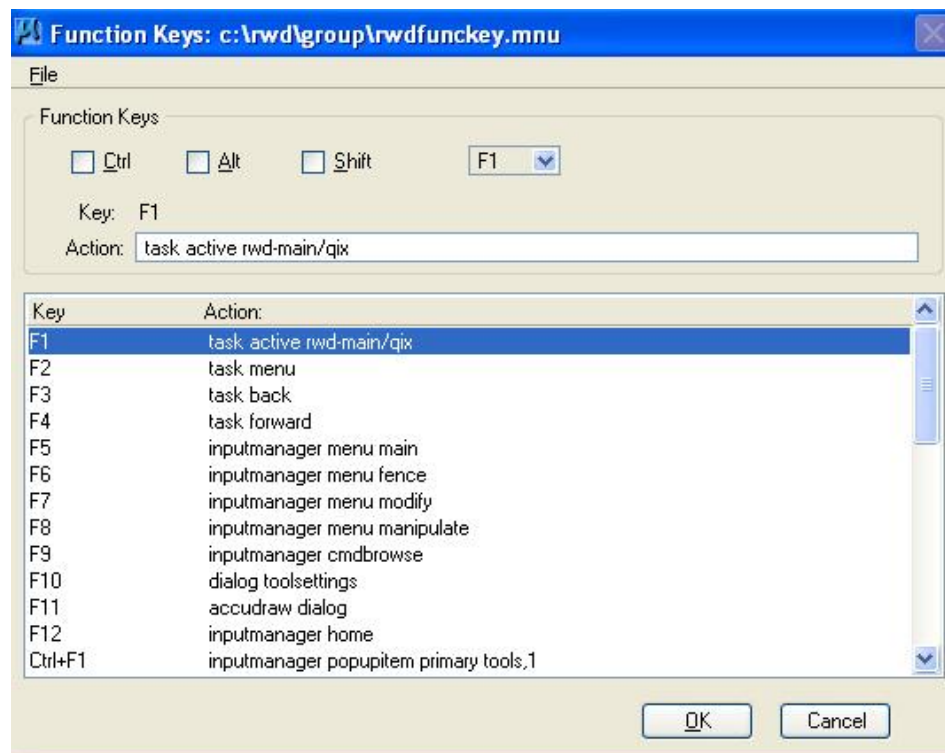 Function Keys: c:\rwd\group\rwdfunckey.mnu
File
Function Keys
Ctrl Alt Shift F1
Key: F1
Action: task active rwd-main/qix
Key Action:
F1 task active rwd-main/qix
F2 task menu
F3 task back
F4 task forward
F5 inputmanager menu main
F6 inputmanager menu fence
F7 inputmanager menu modify
F8 inputmanager menu manipulate
F9 inputmanager cmdbrowse
F10 dialog toolsettings
F11 accudraw dialog
F12 inputmanager home
Ctrl+F1 inputmanager popupitem primary tools,1
OK Cancel